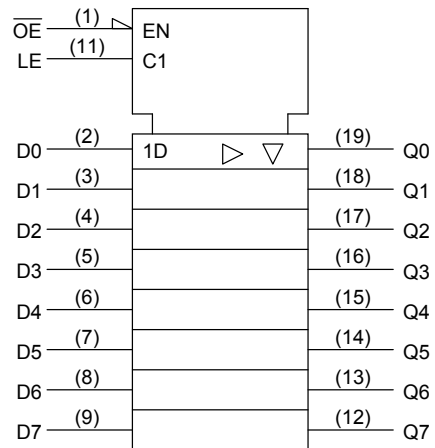 O̅E̅ (1) EN
LE (11) C1
D0 (2) 1D (19) Q0
D1 (3) (18) Q1
D2 (4) (17) Q2
D3 (5) (16) Q3
D4 (6) (15) Q4
D5 (7) (14) Q5
D6 (8) (13) Q6
D7 (9) (12) Q7